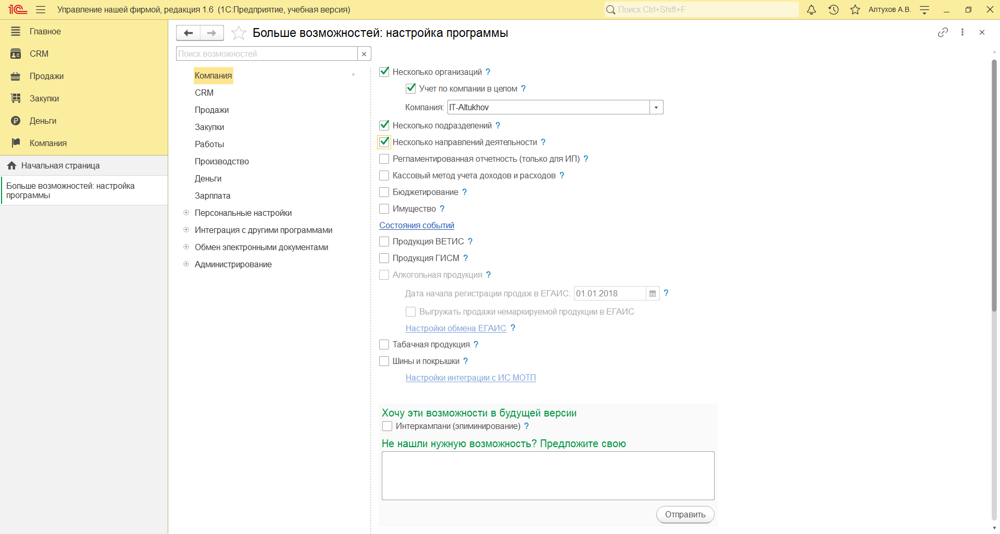 1С Управление нашей фирмой, редакция 1.6 (1С:Предприятие, учебная версия) Поиск Ctrl+Shift+F Алтухов А.В.
Главное
CRM
Продажи
Закупки
Деньги
Компания
Начальная страница
Больше возможностей: настройка
программы
Больше возможностей: настройка программы
Поиск возможностей
Компания
CRM
Продажи
Закупки
Работы
Производство
Деньги
Зарплата
Персональные настройки
Интеграция с другими программами
Обмен электронными документами
Администрирование
Несколько организаций ?
Учет по компании в целом ?
Компания: IT-Altukhov
Несколько подразделений ?
Несколько направлений деятельности ?
Регламентированная отчетность (только для ИП) ?
Кассовый метод учета доходов и расходов ?
Бюджетирование ?
Имущество ?
Состояния событий
Продукция ВЕТИС ?
Продукция ГИСМ ?
Алкогольная продукция ?
Дата начала регистрации продаж в ЕГАИС: 01.01.2018 ?
Выгружать продажи немаркируемой продукции в ЕГАИС
Настройки обмена ЕГАИС ?
Табачная продукция ?
Шины и покрышки ?
Настройки интеграции с ИС МОТП
Хочу эти возможности в будущей версии
Интеркампани (элиминирование) ?
Не нашли нужную возможность? Предложите свою
Отправить